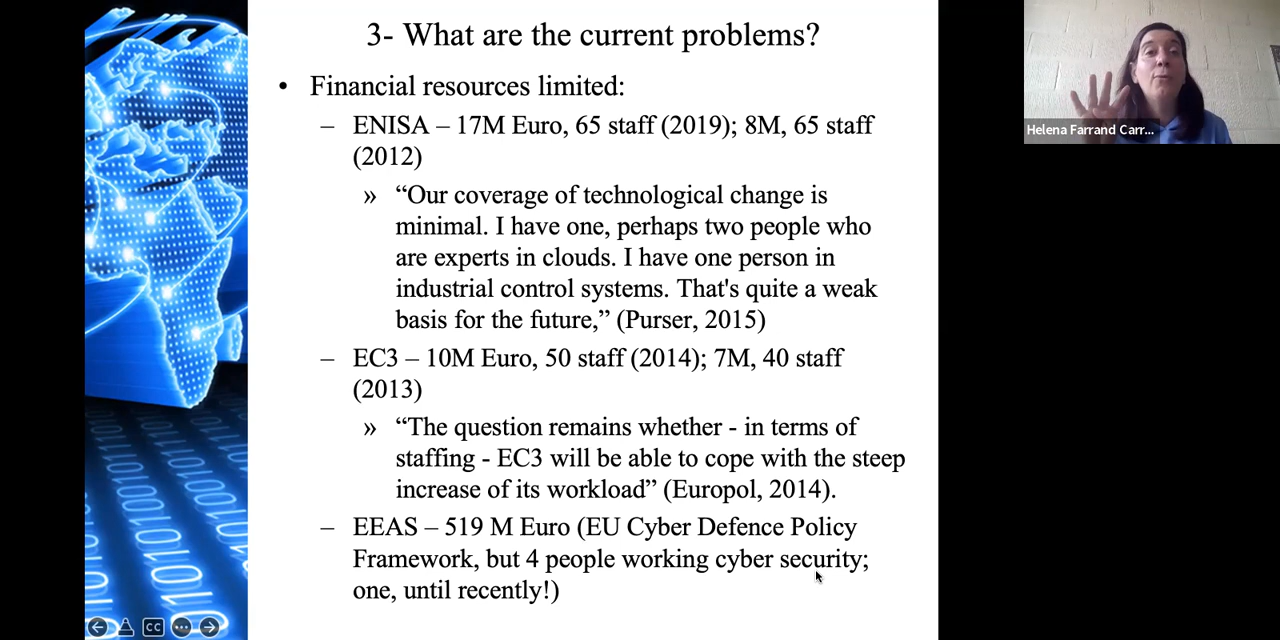 3- What are the current problems?
• Financial resources limited:
– ENISA – 17M Euro, 65 staff (2019); 8M, 65 staff
(2012)
» “Our coverage of technological change is
minimal. I have one, perhaps two people who
are experts in clouds. I have one person in
industrial control systems. That's quite a weak
basis for the future,” (Purser, 2015)
– EC3 – 10M Euro, 50 staff (2014); 7M, 40 staff
(2013)
» “The question remains whether - in terms of
staffing - EC3 will be able to cope with the steep
increase of its workload” (Europol, 2014).
– EEAS – 519 M Euro (EU Cyber Defence Policy
Framework, but 4 people working cyber security;
one, until recently!)
Helena Farrand Carr...
CC